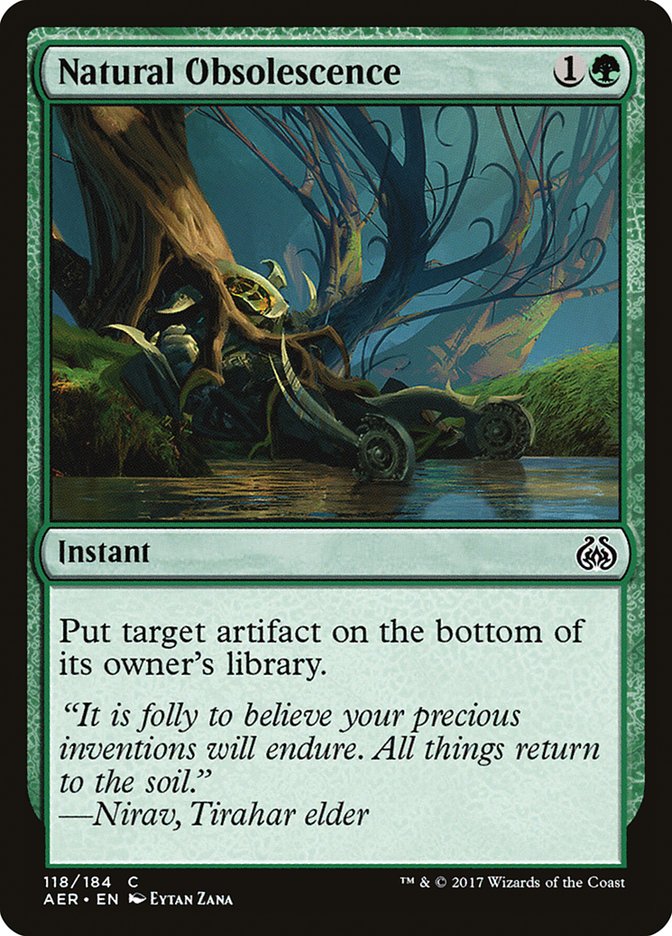 Natural Obsolescence 1
Instant
Put target artifact on the bottom of
its owner's library.
“It is folly to believe your precious
inventions will endure. All things return
to the soil.”
—Nirav, Tirahar elder
118/184 C
™ & © 2017 Wizards of the Coast
AER • EN Eytan Zana